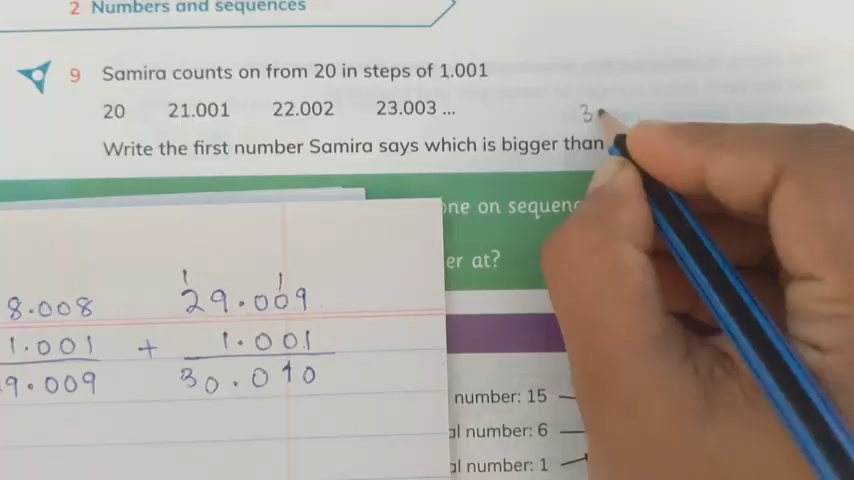 2 Numbers and sequences
9 Samira counts on from 20 in steps of 1.001
20 21.001 22.002 23.003 ...
Write the first number Samira says which is bigger than
3
one on sequenc
er at?
1 1
8.008 29.009
1.001 + 1.001
9.009 30.010
number: 15
al number: 6
al number: 1